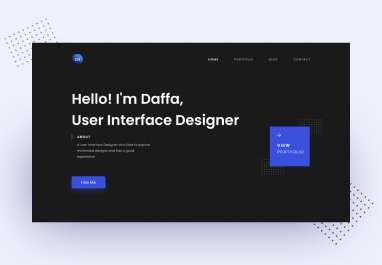 DN
HOME PORTFOLIO BLOG CONTACT
Hello! I'm Daffa,
User Interface Designer
ABOUT
A User Interface Designer who likes to explore
minimalist designs and has a good
experience
Hire Me
VIEW
PORTFOLIO